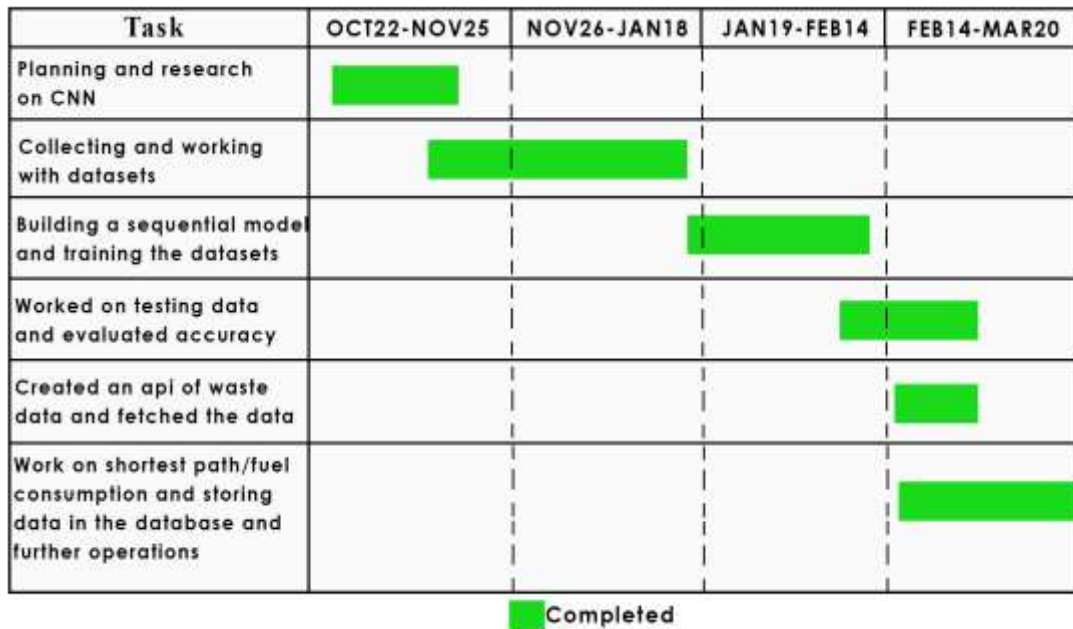 Task
OCT22-NOV25
NOV26-JAN18
JAN19-FEB14
FEB14-MAR20
Planning and research
on CNN
Collecting and working
with datasets
Building a sequential model
and training the datasets
Worked on testing data
and evaluated accuracy
Created an api of waste
data and fetched the data
Work on shortest path/fuel
consumption and storing
data in the database and
further operations
Completed